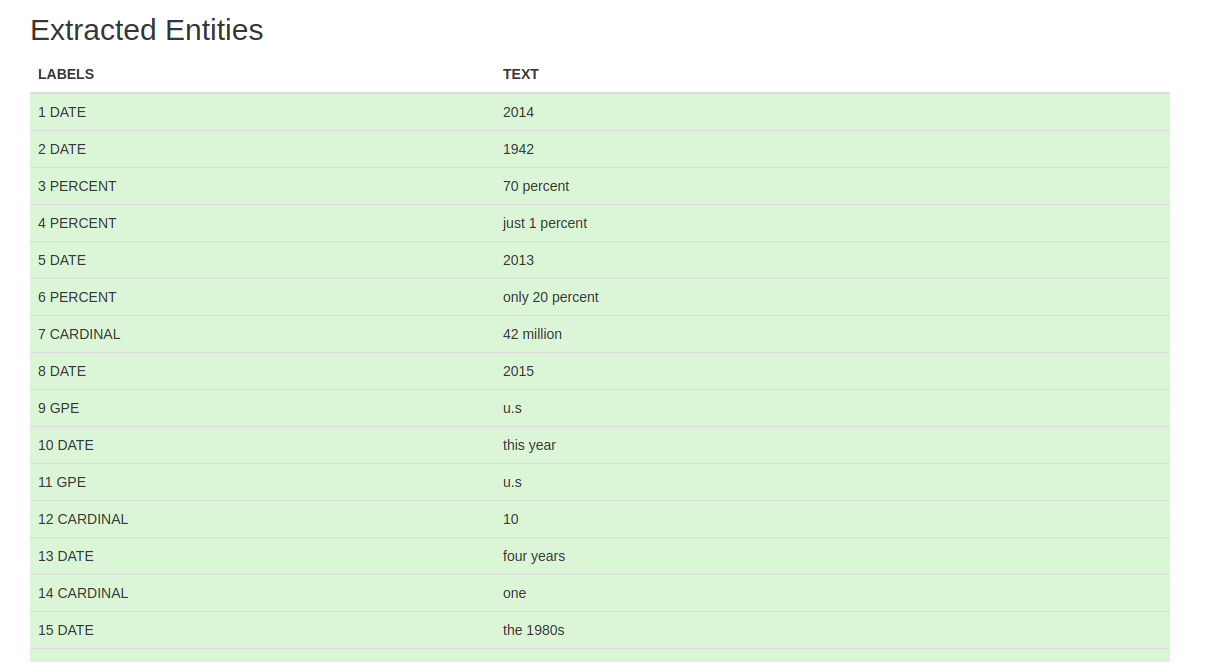 Extracted Entities
LABELS TEXT
1 DATE 2014
2 DATE 1942
3 PERCENT 70 percent
4 PERCENT just 1 percent
5 DATE 2013
6 PERCENT only 20 percent
7 CARDINAL 42 million
8 DATE 2015
9 GPE u.s
10 DATE this year
11 GPE u.s
12 CARDINAL 10
13 DATE four years
14 CARDINAL one
15 DATE the 1980s